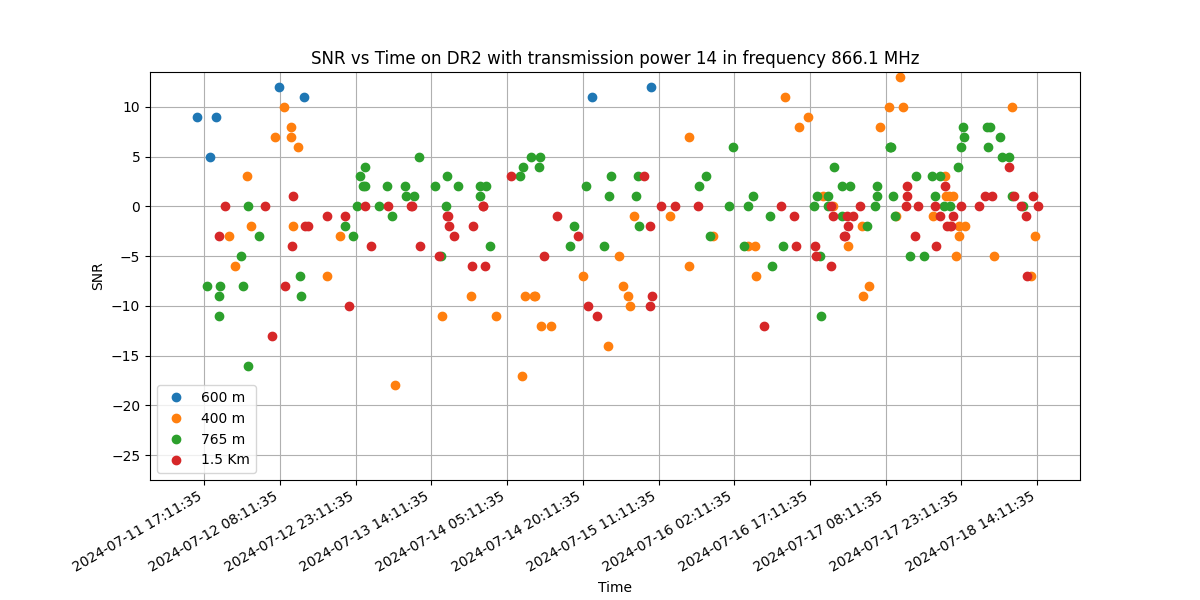 SNR vs Time on DR2 with transmission power 14 in frequency 866.1 MHz
10
5
0
−5
−10
−15
−20
−25
SNR
600 m
400 m
765 m
1.5 Km
2024-07-11 17:11:35
2024-07-12 08:11:35
2024-07-12 23:11:35
2024-07-13 14:11:35
2024-07-14 05:11:35
2024-07-14 20:11:35
2024-07-15 11:11:35
2024-07-16 02:11:35
2024-07-16 17:11:35
2024-07-17 08:11:35
2024-07-17 23:11:35
2024-07-18 14:11:35
Time